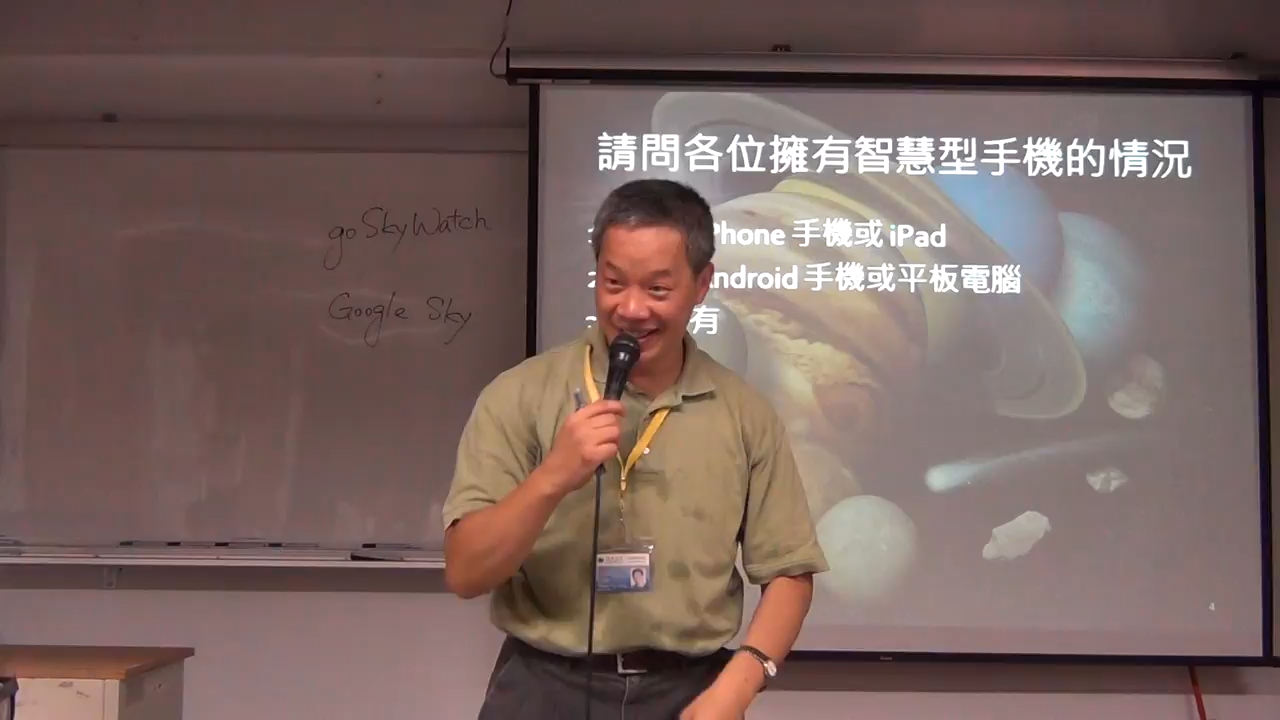 goSkyWatch
Google Sky
請問各位擁有智慧型手機的情況
Phone 手機或 iPad
Android 手機或平板電腦
有
4